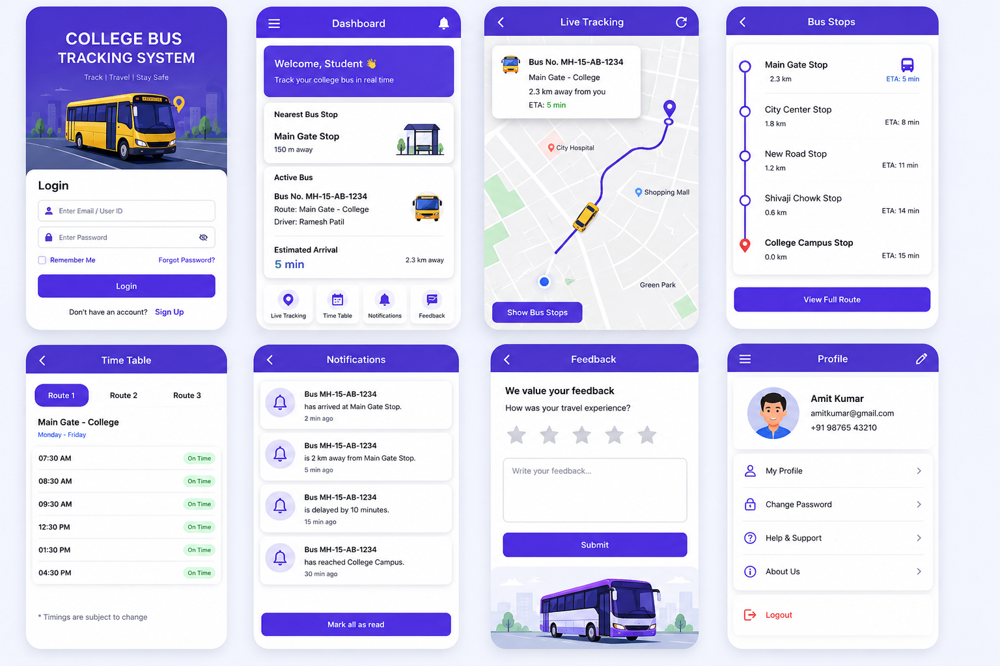 COLLEGE BUS
TRACKING SYSTEM
Track | Travel | Stay Safe
Login
Enter Email / User ID
Enter Password
Remember Me
Forgot Password?
Login
Don't have an account? Sign Up
Dashboard
Welcome, Student 👋
Track your college bus in real time
Nearest Bus Stop
Main Gate Stop
150 m away
Active Bus
Bus No. MH-15-AB-1234
Route: Main Gate - College
Driver: Ramesh Patil
Estimated Arrival
5 min
2.3 km away
Live Tracking
Time Table
Notifications
Feedback
Live Tracking
Bus No. MH-15-AB-1234
Main Gate - College
2.3 km away from you
ETA: 5 min
City Hospital
Shopping Mall
Green Park
Show Bus Stops
Bus Stops
Main Gate Stop
2.3 km
ETA: 5 min
City Center Stop
1.8 km
ETA: 8 min
New Road Stop
1.2 km
ETA: 11 min
Shivaji Chowk Stop
0.6 km
ETA: 14 min
College Campus Stop
0.0 km
ETA: 15 min
View Full Route
Time Table
Route 1
Route 2
Route 3
Main Gate - College
Monday - Friday
07:30 AM On Time
08:30 AM On Time
09:30 AM On Time
12:30 PM On Time
01:30 PM On Time
04:30 PM On Time
* Timings are subject to change
Notifications
Bus MH-15-AB-1234
has arrived at Main Gate Stop.
2 min ago
Bus MH-15-AB-1234
is 2 km away from Main Gate Stop.
5 min ago
Bus MH-15-AB-1234
is delayed by 10 minutes.
15 min ago
Bus MH-15-AB-1234
has reached College Campus.
30 min ago
Mark all as read
Feedback
We value your feedback
How was your travel experience?
Write your feedback...
Submit
Profile
Amit Kumar
amitkumar@gmail.com
+91 98765 43210
My Profile
Change Password
Help & Support
About Us
Logout